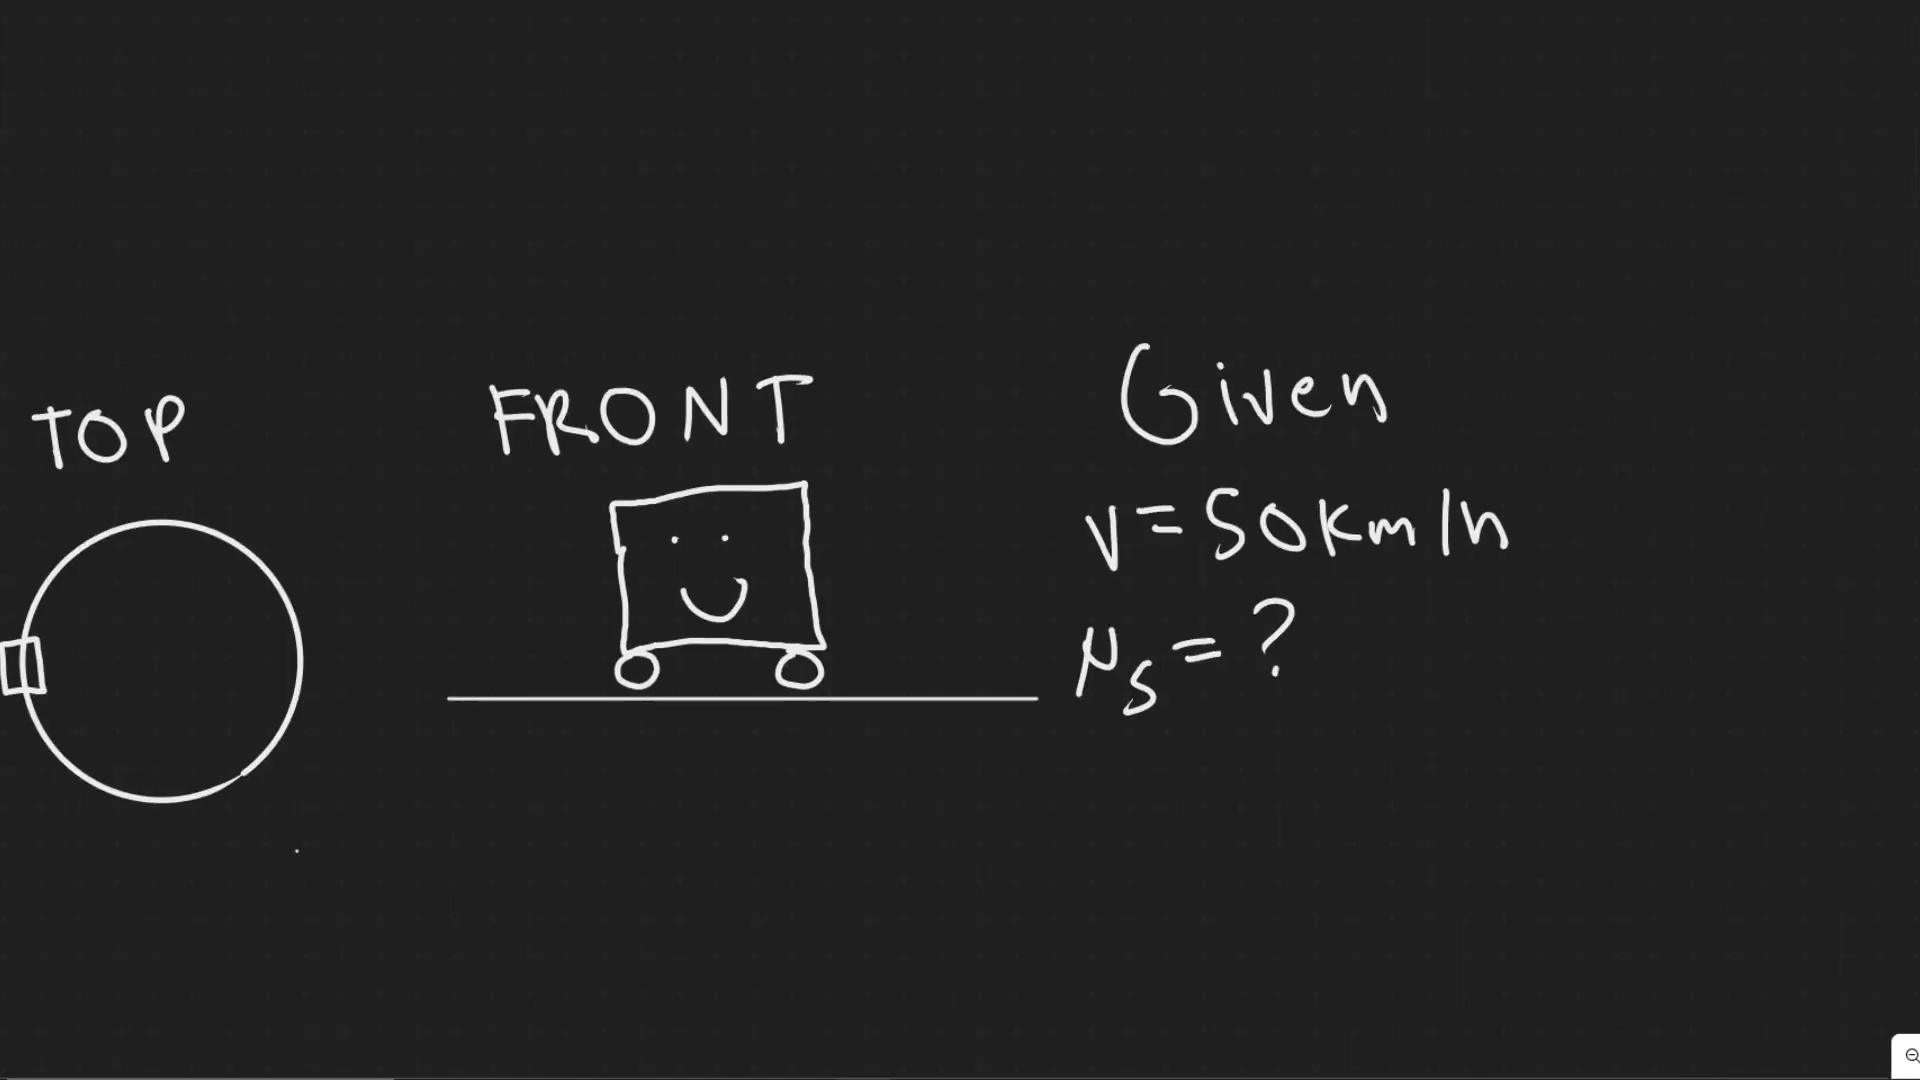 TOP
FRONT
Given
v=50km/h
μs=?